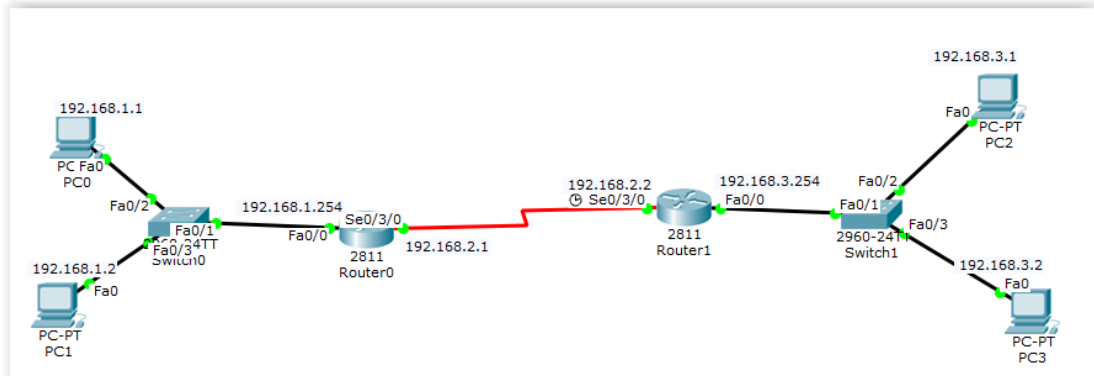 192.168.1.1
PC Fa0
PC0
Fa0/2
192.168.1.2
Fa0
PC-PT
PC1
Fa0/1
Fa0/3
Switch0
192.168.1.254
Fa0/0
Se0/3/0
2811
Router0
192.168.2.1
192.168.2.2
Se0/3/0
2811
Router1
192.168.3.254
Fa0/0
Fa0/1
Fa0/2
Fa0/3
Switch1
192.168.3.1
Fa0
PC-PT
PC2
192.168.3.2
Fa0
PC-PT
PC3